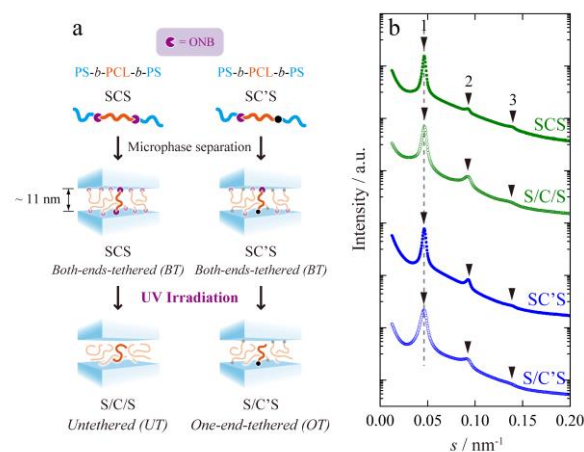 a
= ONB
PS-b-PCL-b-PS
PS-b-PCL-b-PS
SCS
SC'S
Microphase separation
~ 11 nm
SCS
SC'S
Both-ends-tethered (BT)
Both-ends-tethered (BT)
UV Irradiation
S/C/S
S/C'S
Untethered (UT)
One-end-tethered (OT)
b
1
2
3
SCS
S/C/S
SC'S
S/C'S
Intensity / a.u.
0.00
0.05
0.10
0.15
0.20
s / nm-1